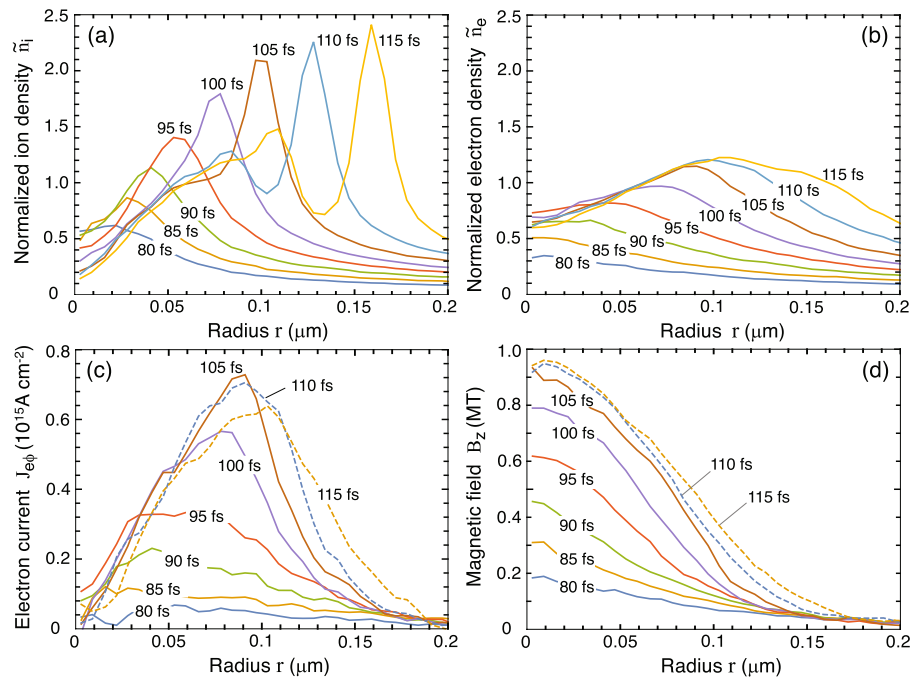 (a)
Normalized ion density ñi
2.5
2.0
1.5
1.0
0.5
0
0
0.05
0.1
0.15
0.2
Radius r (μm)
80 fs
85 fs
90 fs
95 fs
100 fs
105 fs
110 fs
115 fs
(b)
Normalized electron density ñe
2.5
2.0
1.5
1.0
0.5
0
0
0.05
0.1
0.15
0.2
Radius r (μm)
80 fs
85 fs
90 fs
95 fs
100 fs
105 fs
110 fs
115 fs
(c)
Electron current Jeϕ (10¹⁵A cm⁻²)
0.8
0.6
0.4
0.2
0
0
0.05
0.1
0.15
0.2
Radius r (μm)
80 fs
85 fs
90 fs
95 fs
100 fs
105 fs
110 fs
115 fs
(d)
Magnetic field Bz (MT)
1.0
0.8
0.6
0.4
0.2
0
0
0.05
0.1
0.15
0.2
Radius r (μm)
80 fs
85 fs
90 fs
95 fs
100 fs
105 fs
110 fs
115 fs